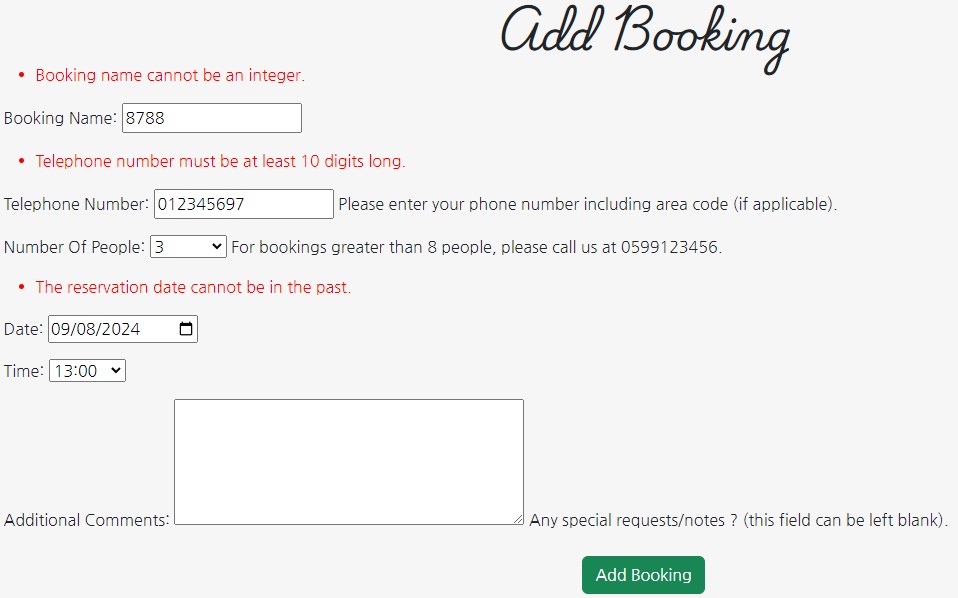 Add Booking
• Booking name cannot be an integer.
Booking Name: 8788
• Telephone number must be at least 10 digits long.
Telephone Number: 012345697 Please enter your phone number including area code (if applicable).
Number Of People: 3 For bookings greater than 8 people, please call us at 0599123456.
• The reservation date cannot be in the past.
Date: 09/08/2024
Time: 13:00
Additional Comments: Any special requests/notes ? (this field can be left blank).
Add Booking